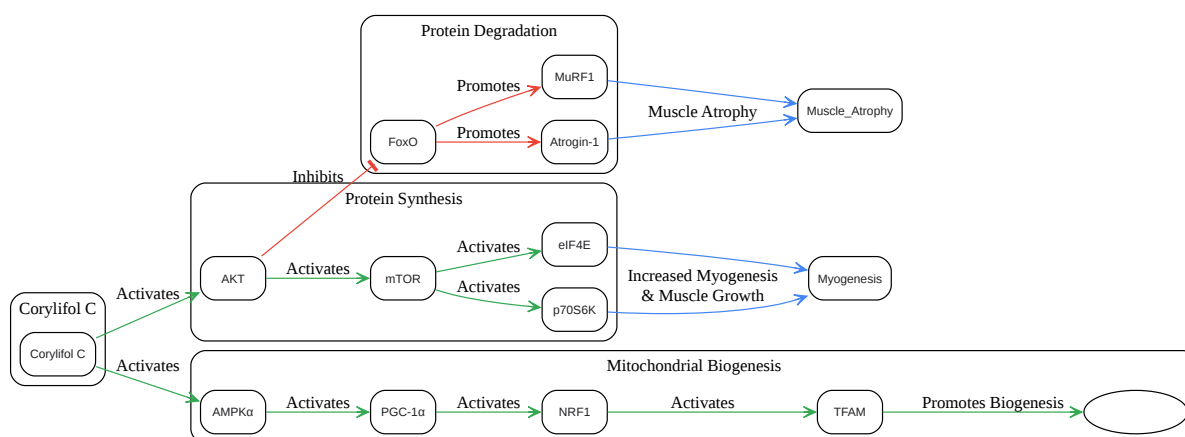 Protein Degradation
MuRF1
Promotes
Muscle Atrophy
Muscle_Atrophy
FoxO
Promotes
Atrogin-1
Inhibits
Protein Synthesis
eIF4E
Activates
AKT
Activates
mTOR
Increased Myogenesis
& Muscle Growth
Myogenesis
Activates
p70S6K
Corylifol C
Activates
Corylifol C
Activates
Mitochondrial Biogenesis
AMPKα
Activates
PGC-1α
Activates
NRF1
Activates
TFAM
Promotes Biogenesis